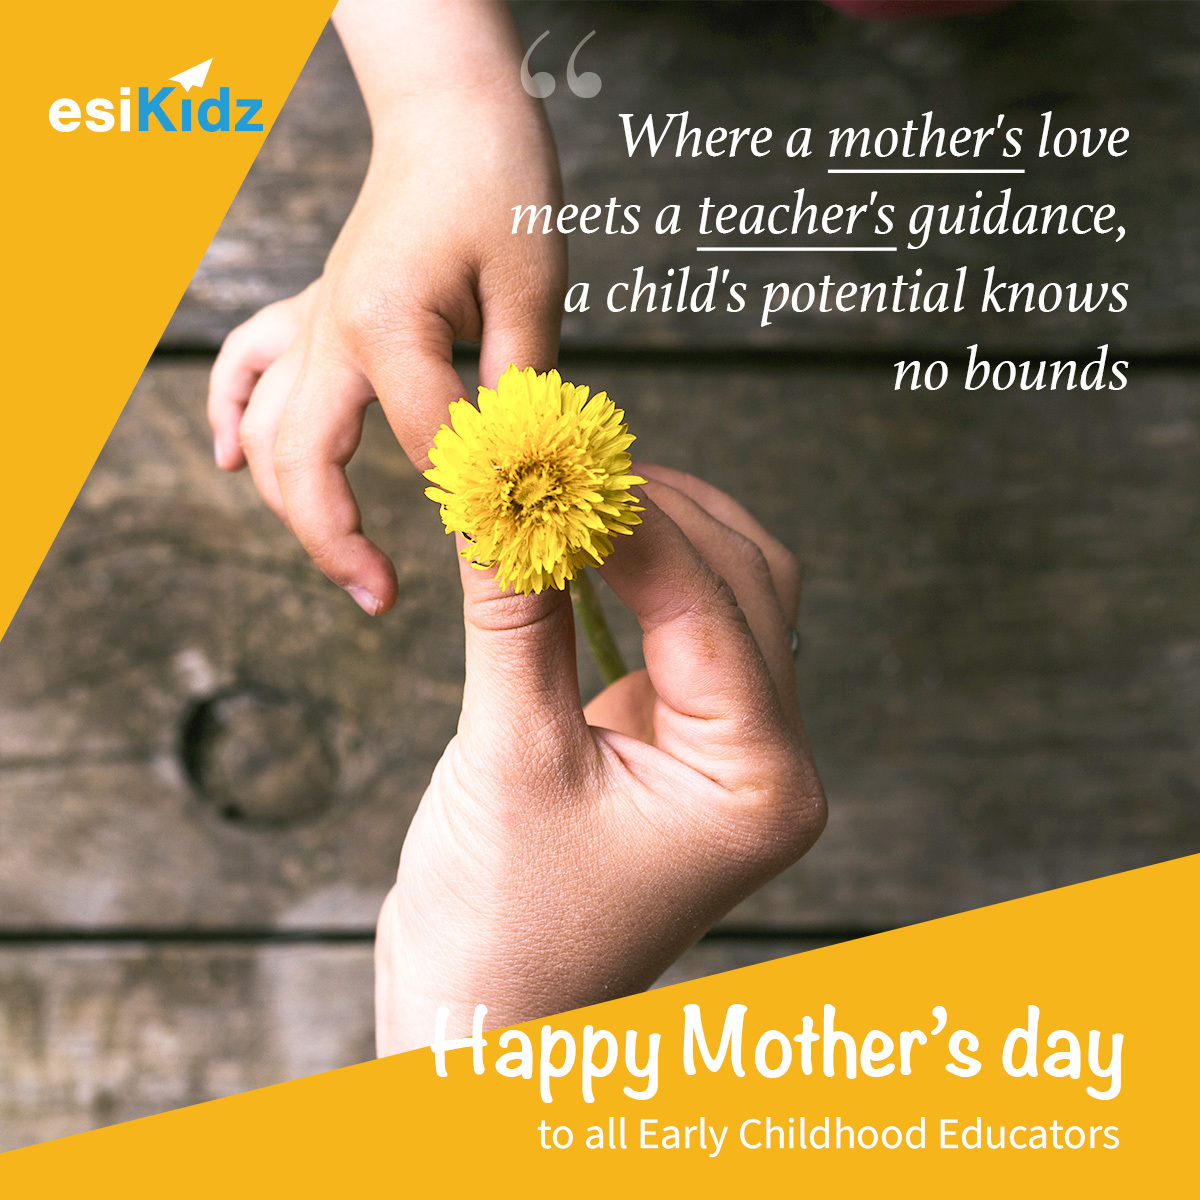 esiKidz
“
Where a mother's love
meets a teacher's guidance,
a child's potential knows
no bounds
Happy Mother’s day
to all Early Childhood Educators